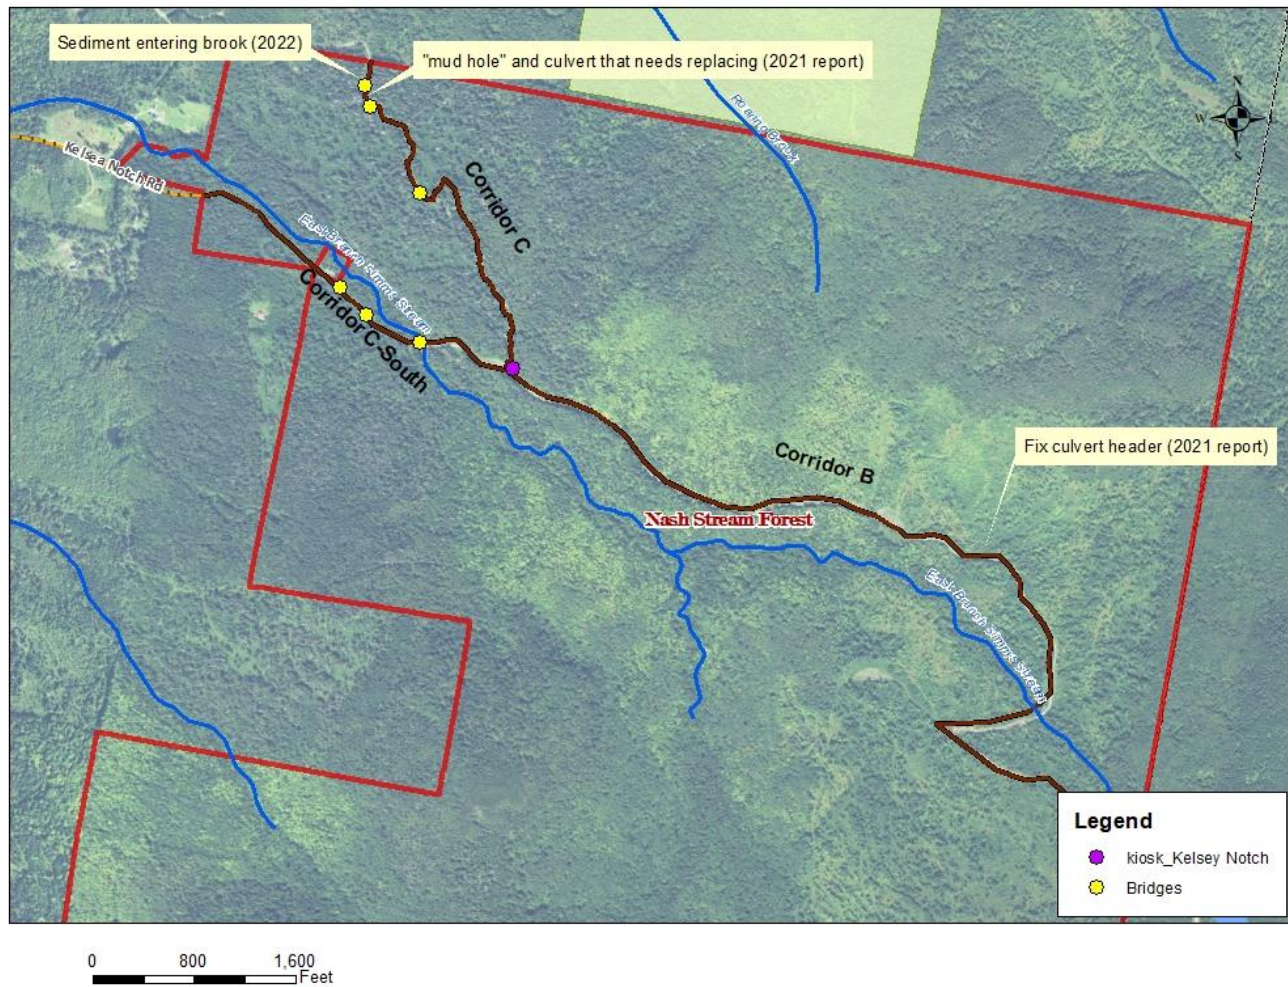 Sediment entering brook (2022)
"mud hole" and culvert that needs replacing (2021 report)
N
W
S
Roaring Brook
Kelsea Notch Rd
Corridor C
East Branch Simms Stream
Corridor C-South
Corridor B
Fix culvert header (2021 report)
Nash Stream Forest
East Branch Simms Stream
Legend
kiosk_Kelsey Notch
Bridges
0 800 1,600
Feet